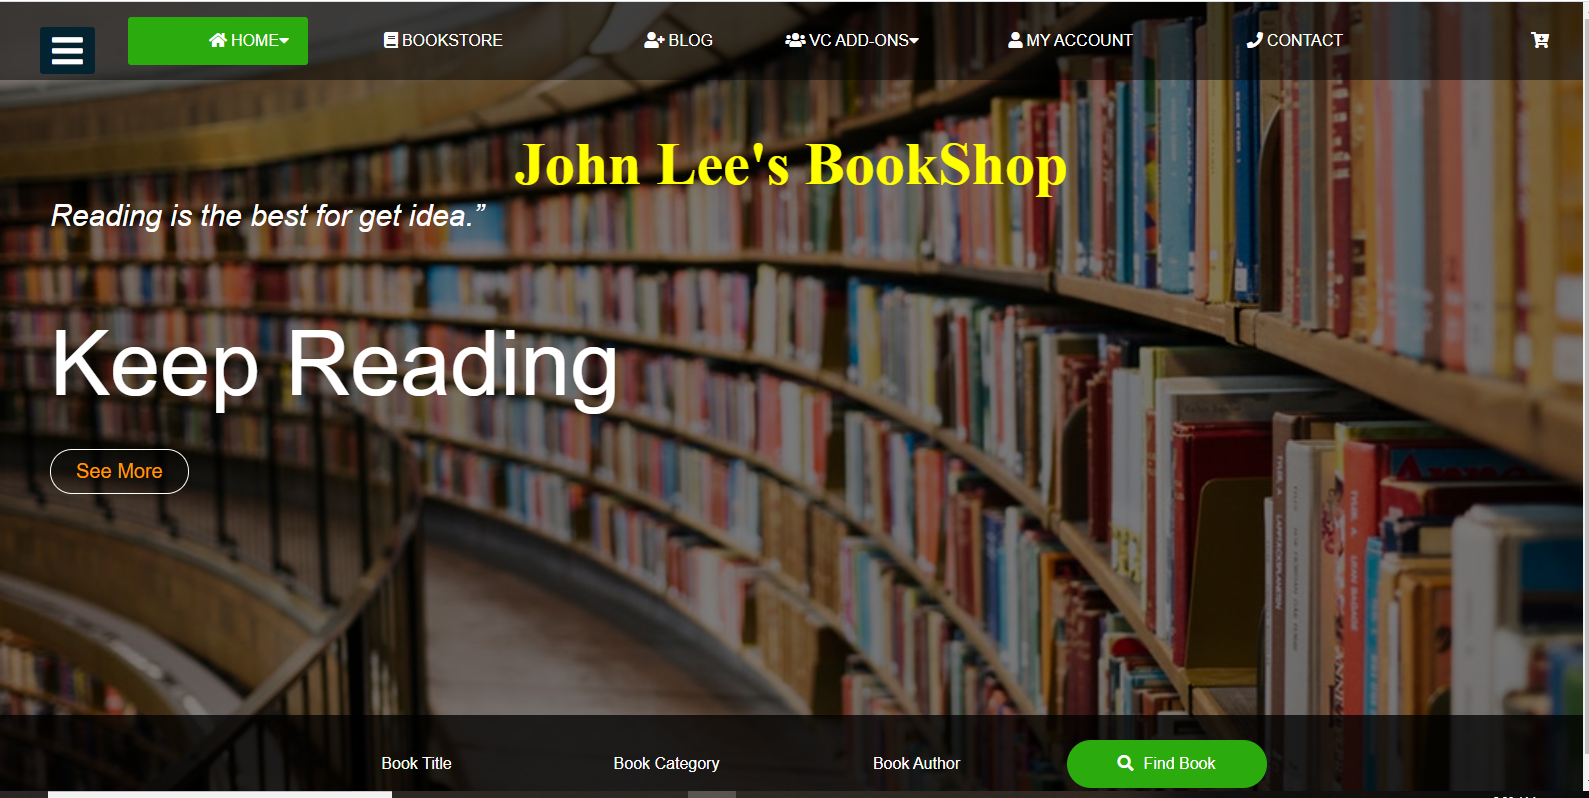 HOME BOOKSTORE BLOG VC ADD-ONS MY ACCOUNT CONTACT
John Lee's BookShop
Reading is the best for get idea.”
Keep Reading
See More
Book Title Book Category Book Author Find Book